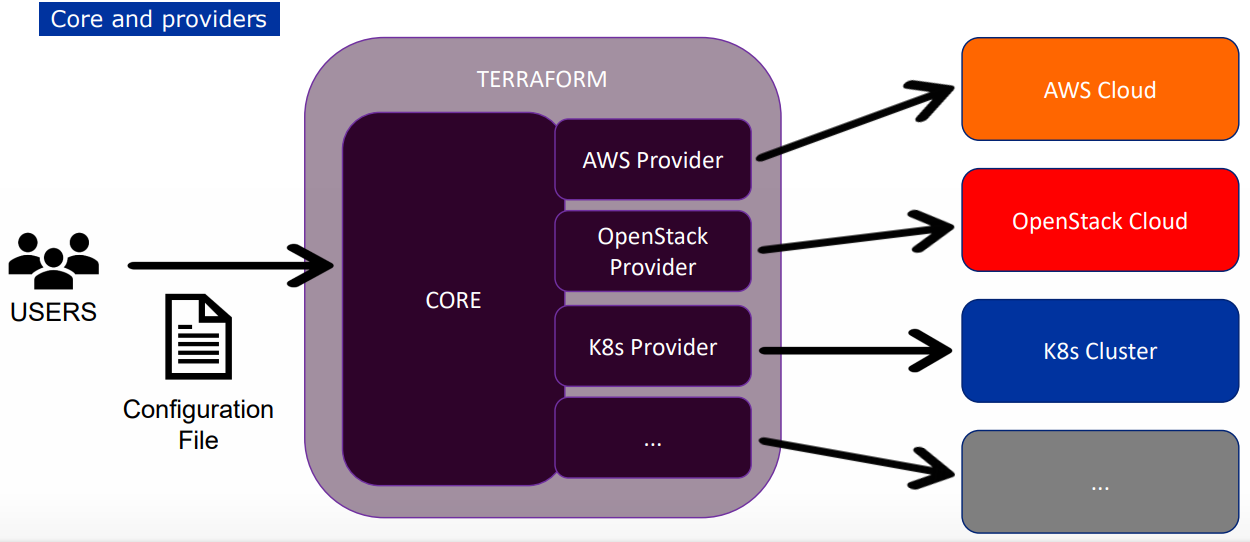 Core and providers
TERRAFORM
USERS
Configuration
File
CORE
AWS Provider
OpenStack
Provider
K8s Provider
...
AWS Cloud
OpenStack Cloud
K8s Cluster
...